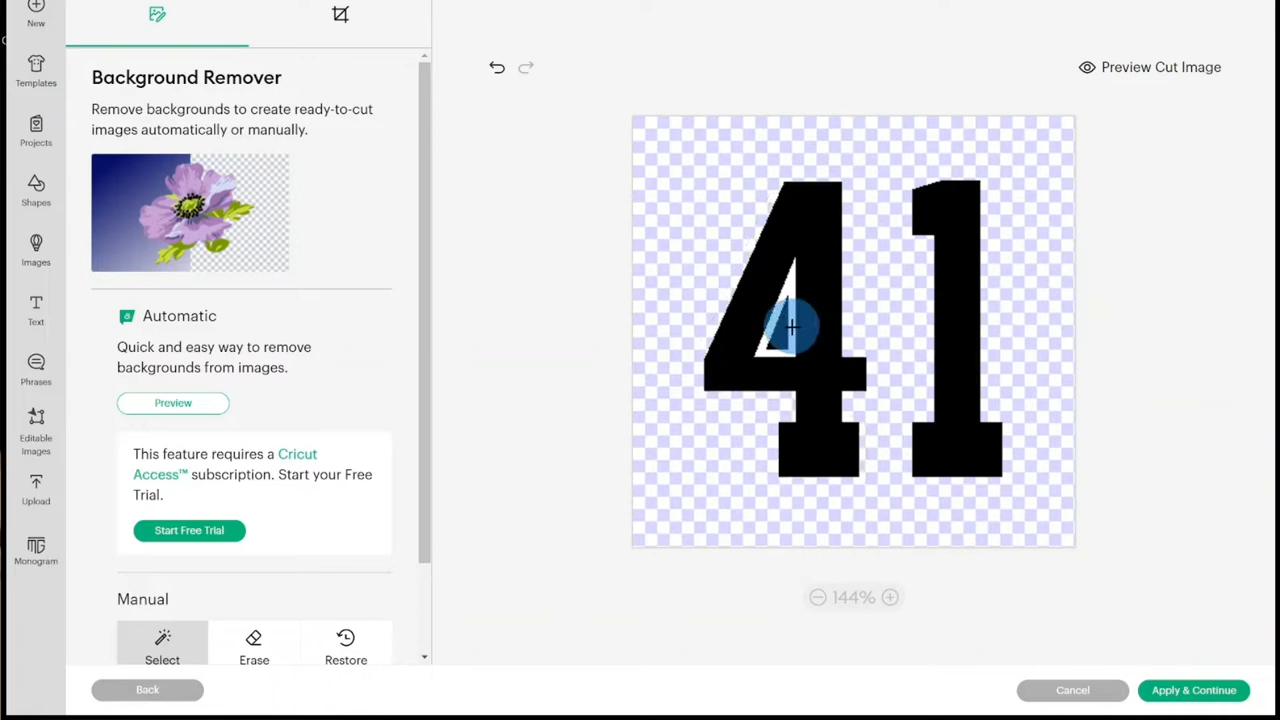 New
Templates
Projects
Shapes
Images
Text
Phrases
Editable
Images
Upload
Monogram
Background Remover
Remove backgrounds to create ready-to-cut
images automatically or manually.
a Automatic
Quick and easy way to remove
backgrounds from images.
Preview
This feature requires a Cricut
Access™ subscription. Start your Free
Trial.
Start Free Trial
Manual
Select
Erase
Restore
Back
Preview Cut Image
41
144%
Cancel
Apply & Continue